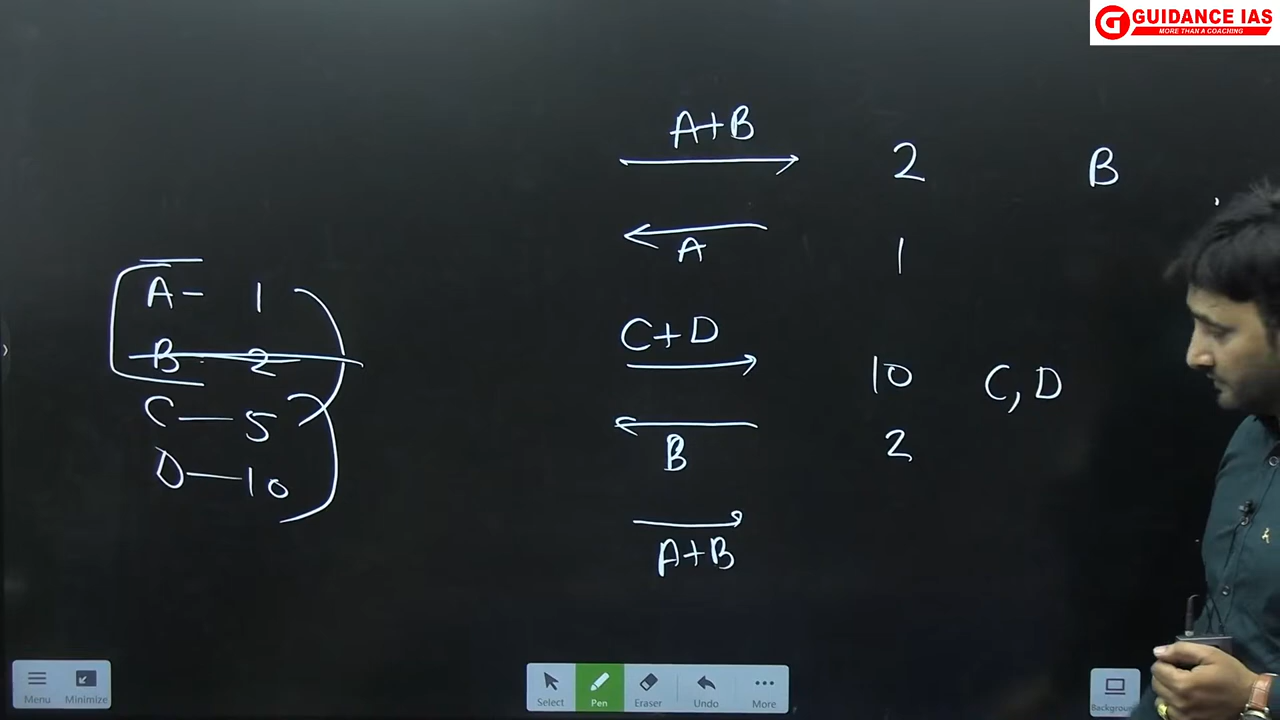 GUIDANCE IAS
MORE THAN A COACHING
A+B
2
B
A
1
A - 1
B 2
C - 5
D - 10
C+D
10
C, D
B
2
A+B
Menu
Minimize
Select
Pen
Eraser
Undo
More
Background